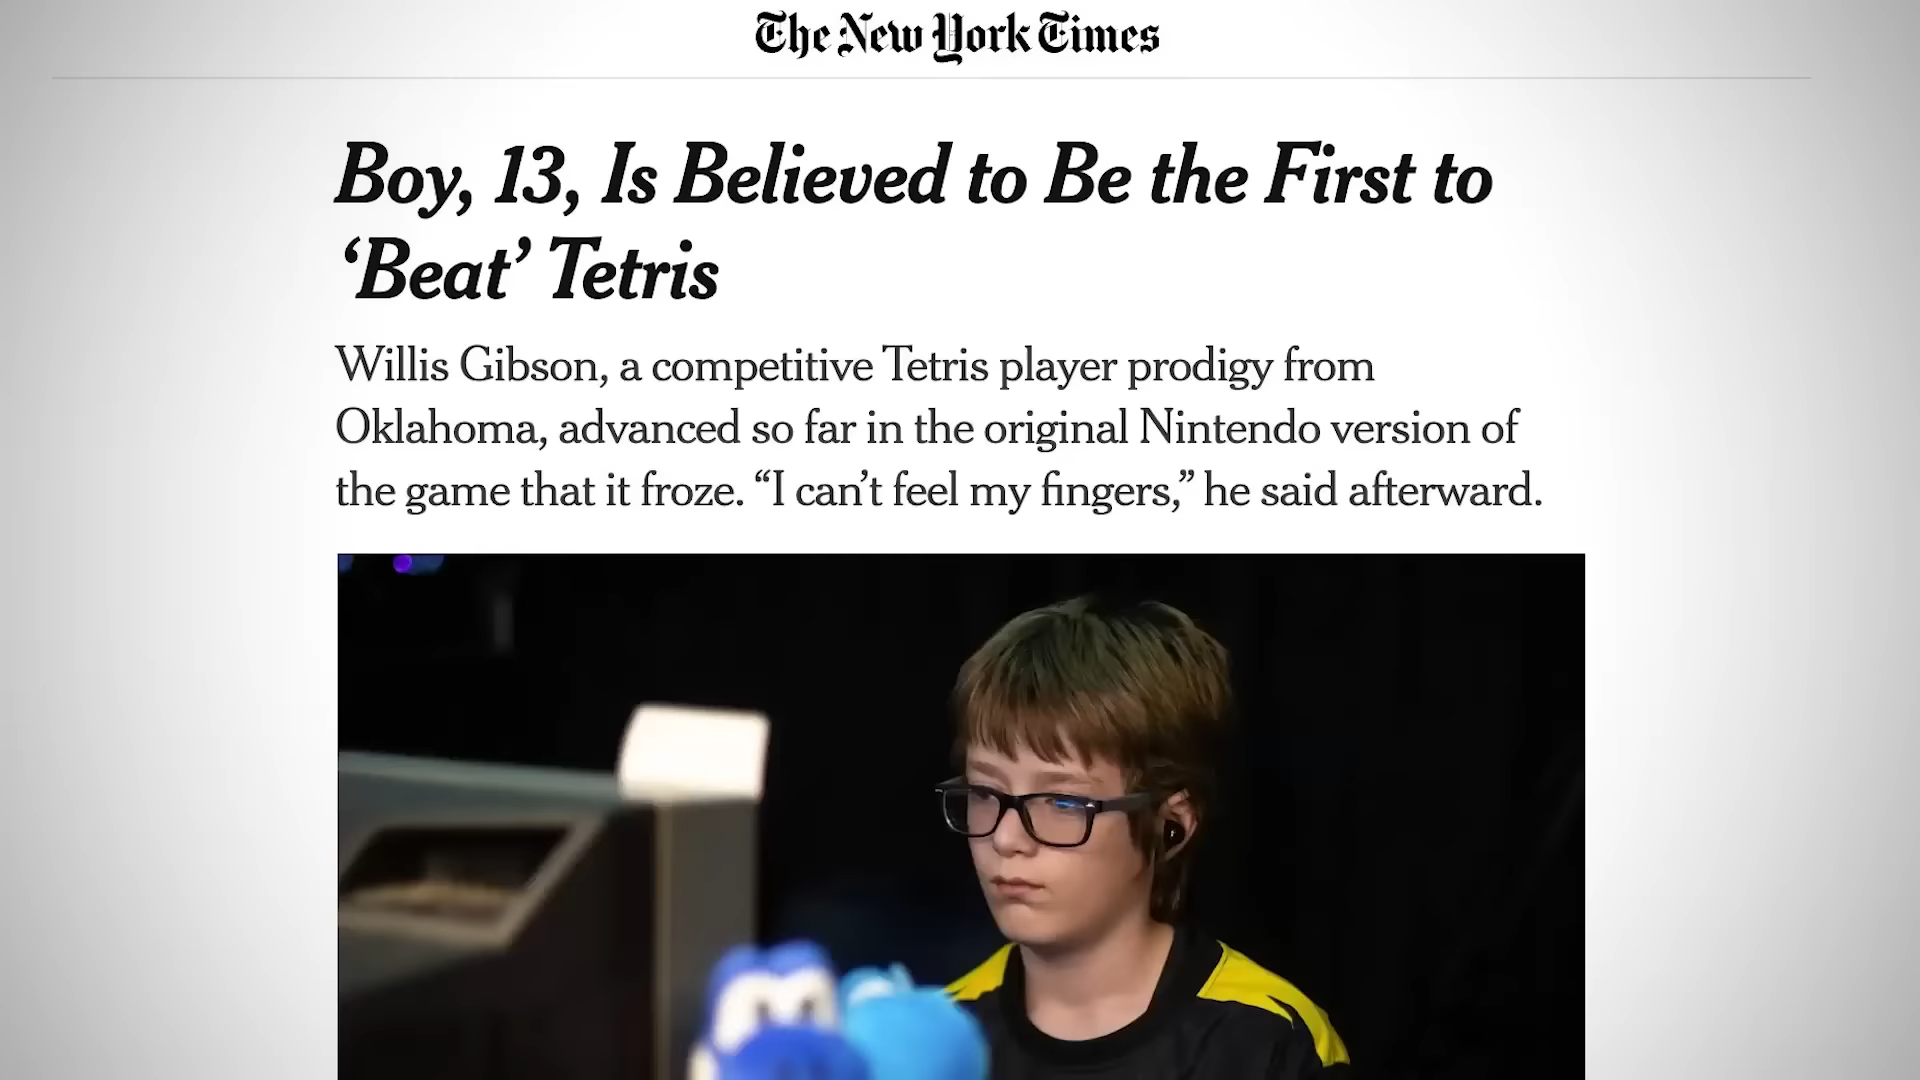 The New York Times
Boy, 13, Is Believed to Be the First to
‘Beat’ Tetris
Willis Gibson, a competitive Tetris player prodigy from
Oklahoma, advanced so far in the original Nintendo version of
the game that it froze. “I can’t feel my fingers,” he said afterward.